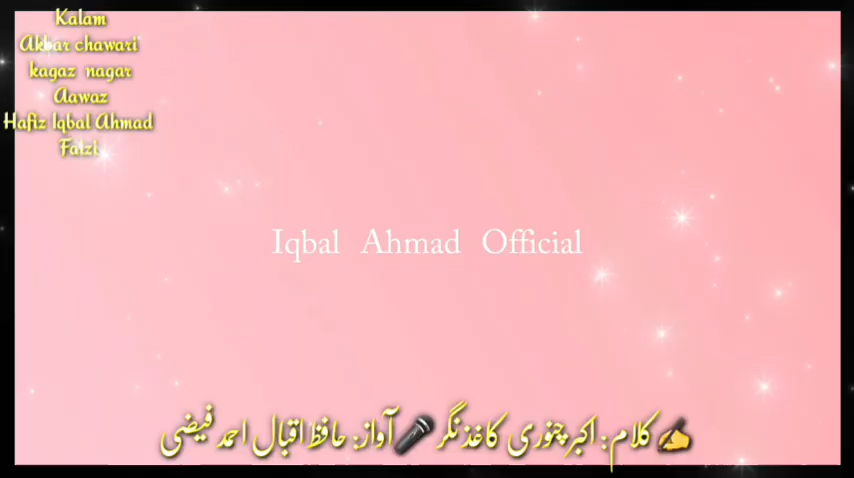 Kalam
Akbar chawari
kagaz nagar
Aawaz
Hafiz Iqbal Ahmad
Faizi
Iqbal Ahmad Official
✍️ کلام: اکبر چنوری کاغذنگر 🎤 آواز: حافظ اقبال احمد فیضی